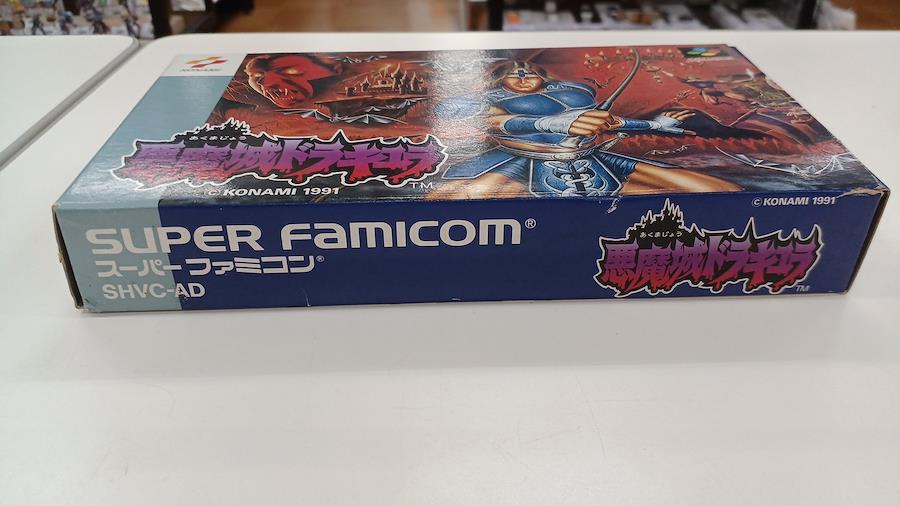 KONAMI
あくまじょう
悪魔城ドラキュラ
TM
© KONAMI 1991
© KONAMI 1991
SUPER FAMICOM®
スーパーファミコン®
SHVC-AD
あくまじょう
悪魔城ドラキュラ
TM